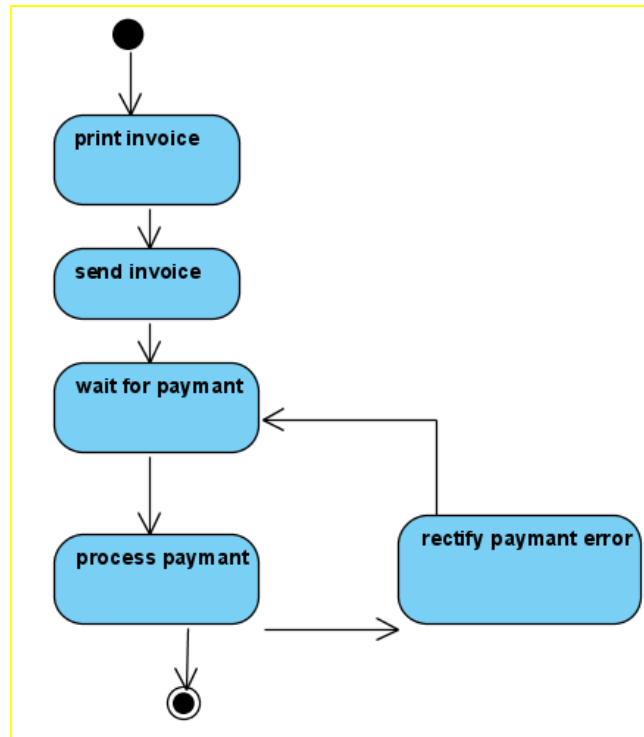 print invoice
send invoice
wait for paymant
process paymant
rectify paymant error